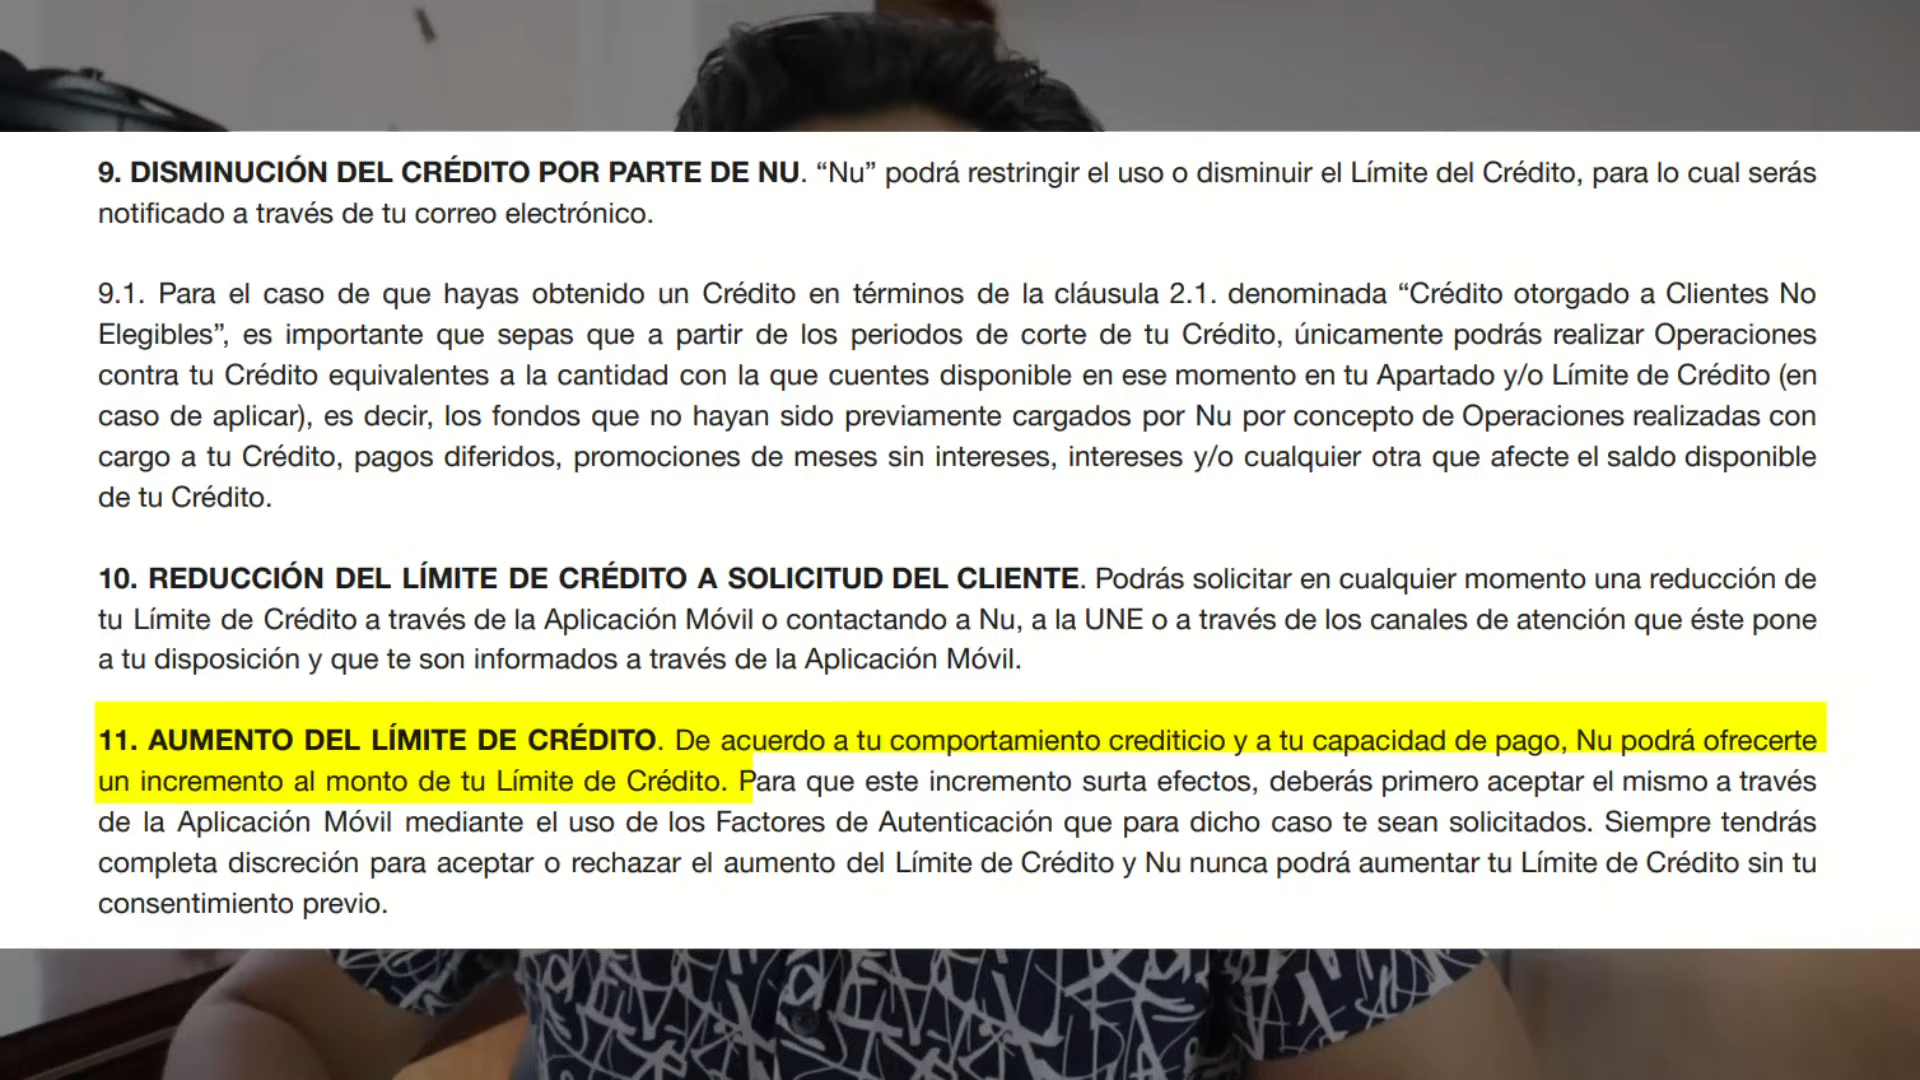 9. DISMINUCIÓN DEL CRÉDITO POR PARTE DE NU. “Nu” podrá restringir el uso o disminuir el Límite del Crédito, para lo cual serás
notificado a través de tu correo electrónico.
9.1. Para el caso de que hayas obtenido un Crédito en términos de la cláusula 2.1. denominada “Crédito otorgado a Clientes No
Elegibles”, es importante que sepas que a partir de los periodos de corte de tu Crédito, únicamente podrás realizar Operaciones
contra tu Crédito equivalentes a la cantidad con la que cuentes disponible en ese momento en tu Apartado y/o Límite de Crédito (en
caso de aplicar), es decir, los fondos que no hayan sido previamente cargados por Nu por concepto de Operaciones realizadas con
cargo a tu Crédito, pagos diferidos, promociones de meses sin intereses, intereses y/o cualquier otra que afecte el saldo disponible
de tu Crédito.
10. REDUCCIÓN DEL LÍMITE DE CRÉDITO A SOLICITUD DEL CLIENTE. Podrás solicitar en cualquier momento una reducción de
tu Límite de Crédito a través de la Aplicación Móvil o contactando a Nu, a la UNE o a través de los canales de atención que éste pone
a tu disposición y que te son informados a través de la Aplicación Móvil.
11. AUMENTO DEL LÍMITE DE CRÉDITO. De acuerdo a tu comportamiento crediticio y a tu capacidad de pago, Nu podrá ofrecerte
un incremento al monto de tu Límite de Crédito. Para que este incremento surta efectos, deberás primero aceptar el mismo a través
de la Aplicación Móvil mediante el uso de los Factores de Autenticación que para dicho caso te sean solicitados. Siempre tendrás
completa discreción para aceptar o rechazar el aumento del Límite de Crédito y Nu nunca podrá aumentar tu Límite de Crédito sin tu
consentimiento previo.